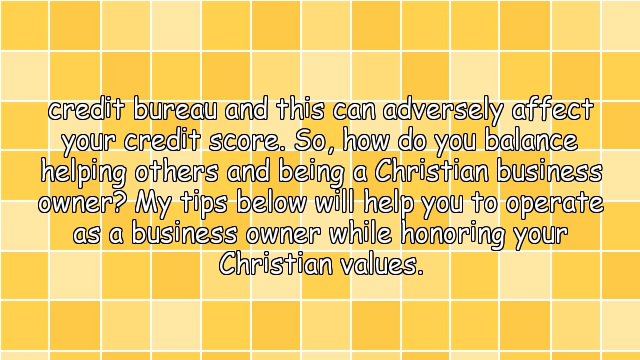 credit bureau and this can adversely affect
your credit score. So, how do you balance
helping others and being a Christian business
owner? My tips below will help you to operate
as a business owner while honoring your
Christian values.